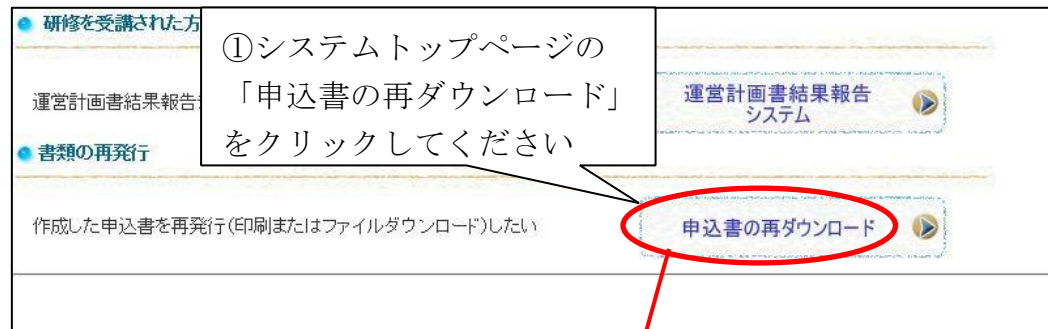 研修を受講された方
①システムトップページの
「申込書の再ダウンロード」
をクリックしてください
運営計画書結果報告
運営計画書結果報告
システム
書類の再発行
作成した申込書を再発行(印刷またはファイルダウンロード)したい
申込書の再ダウンロード